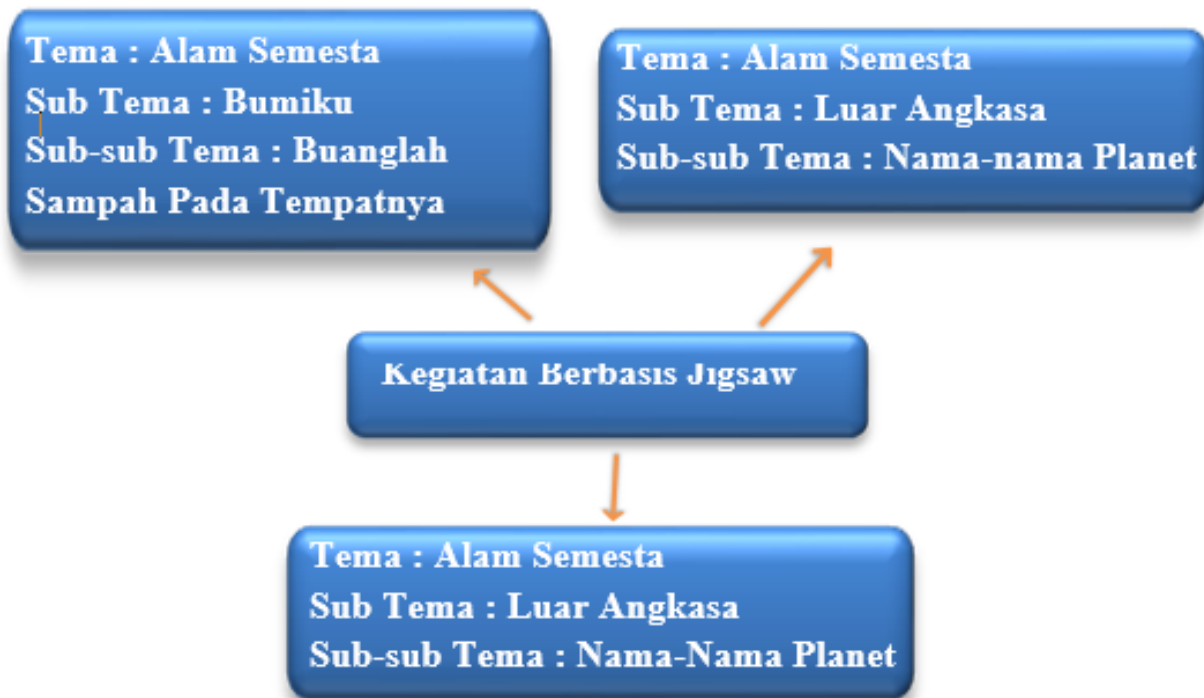 Tema : Alam Semesta
Sub Tema : Bumiku
Sub-sub Tema : Buanglah
Sampah Pada Tempatnya
Tema : Alam Semesta
Sub Tema : Luar Angkasa
Sub-sub Tema : Nama-nama Planet
Kegiatan Berbasis Jigsaw
Tema : Alam Semesta
Sub Tema : Luar Angkasa
Sub-sub Tema : Nama-Nama Planet